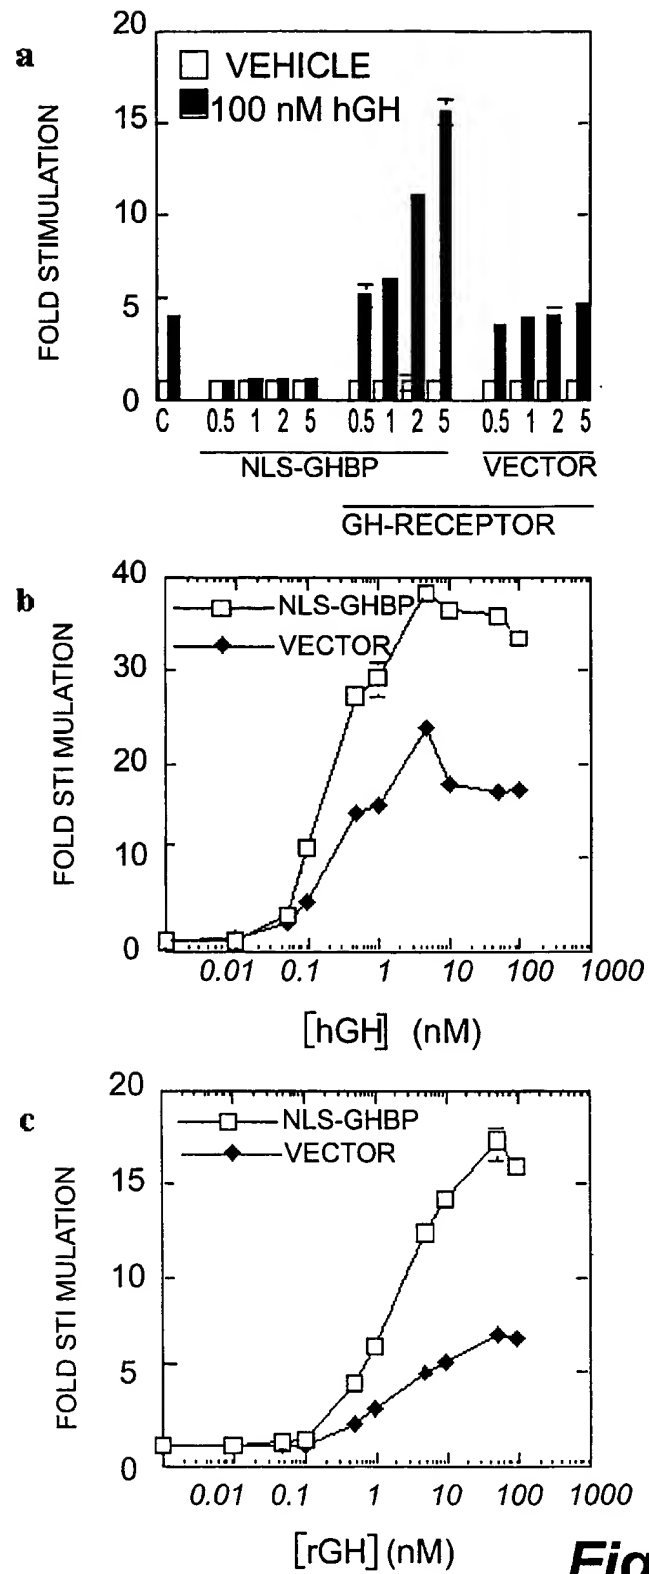 a
20
15
10
5
0
FOLD STIMULATION
VEHICLE
100 nM hGH
C 0.5 1 2 5 0.5 1 2 5 0.5 1 2 5
NLS-GHBP VECTOR
GH-RECEPTOR
b
40
30
20
10
0
FOLD STI MULATION
NLS-GHBP
VECTOR
0.01 0.1 1 10 100 1000
[hGH] (nM)
c
20
15
10
5
0
FOLD STI MULATION
NLS-GHBP
VECTOR
0.01 0.1 1 10 100 1000
[rGH] (nM)
Fig